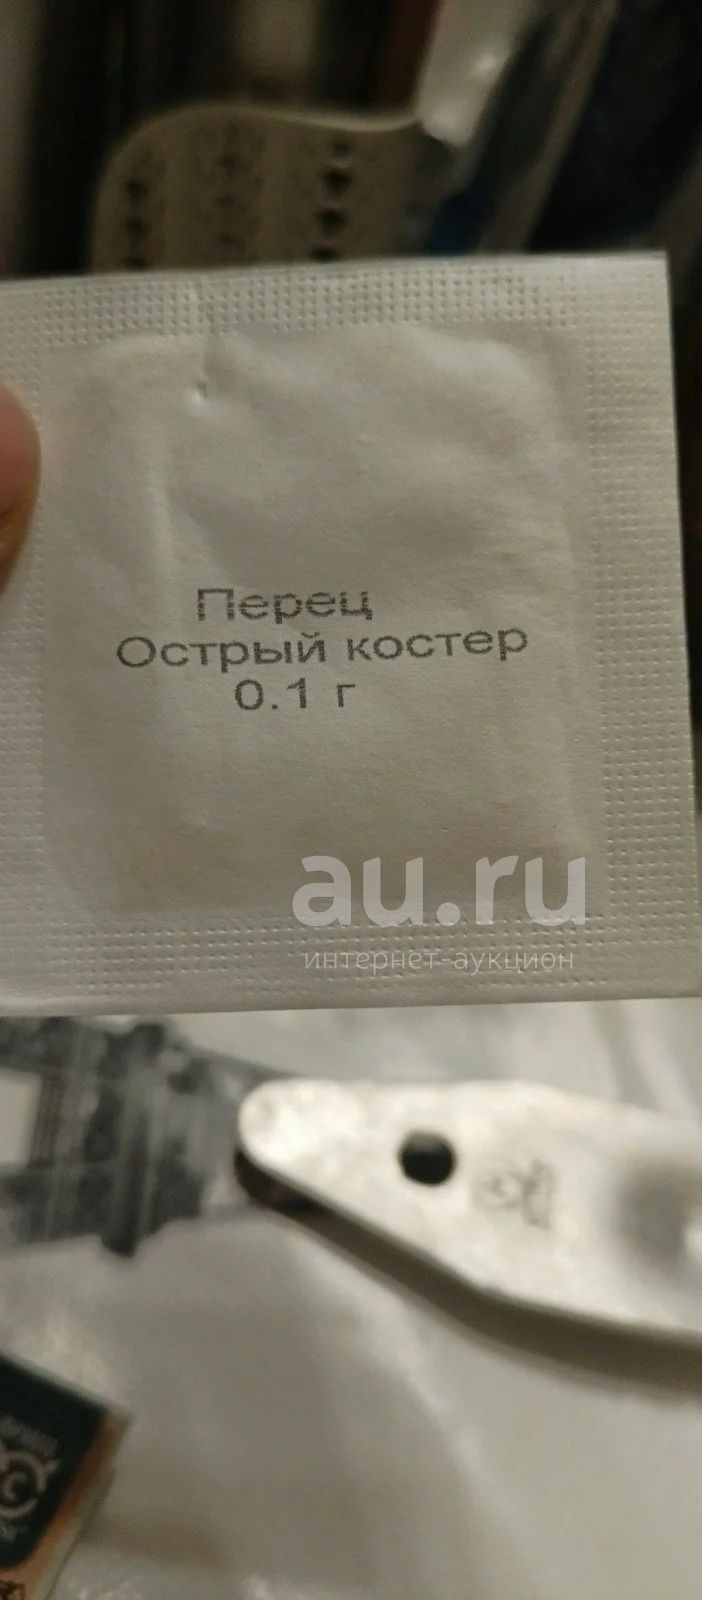 Перец
Острый костер
0.1 г
au.ru
интернет-аукцион